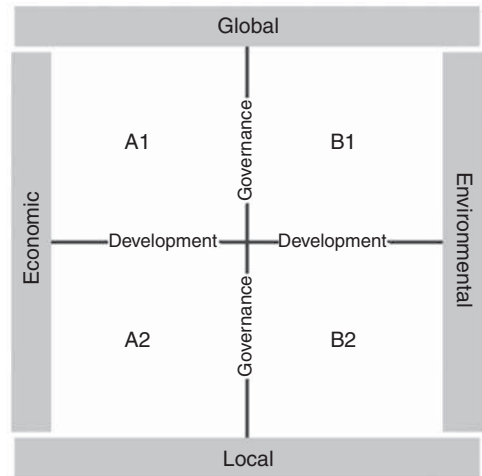 Global
A1
Governance
B1
Economic
Development
Development
Environmental
A2
Governance
B2
Local